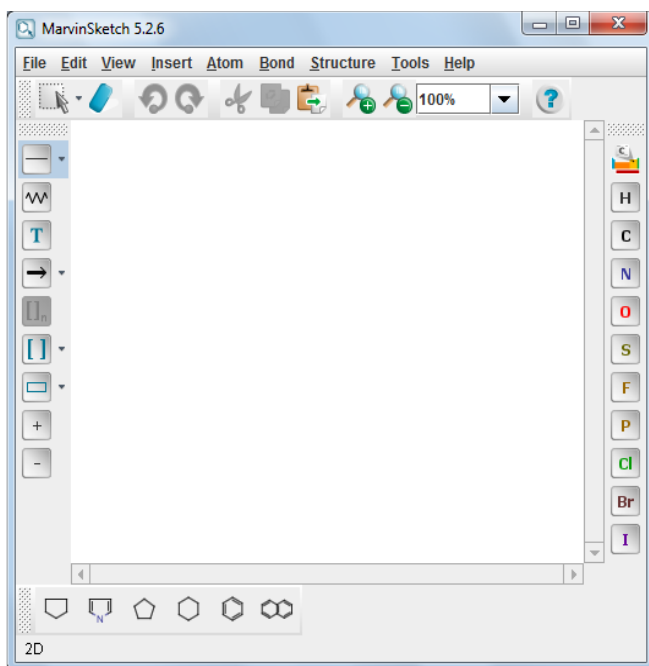 MarvinSketch 5.2.6
File Edit View Insert Atom Bond Structure Tools Help
100% ?
C
H
C
T
N
[ ]n
O
[ ]
S
F
+
P
-
Cl
Br
I
N
2D